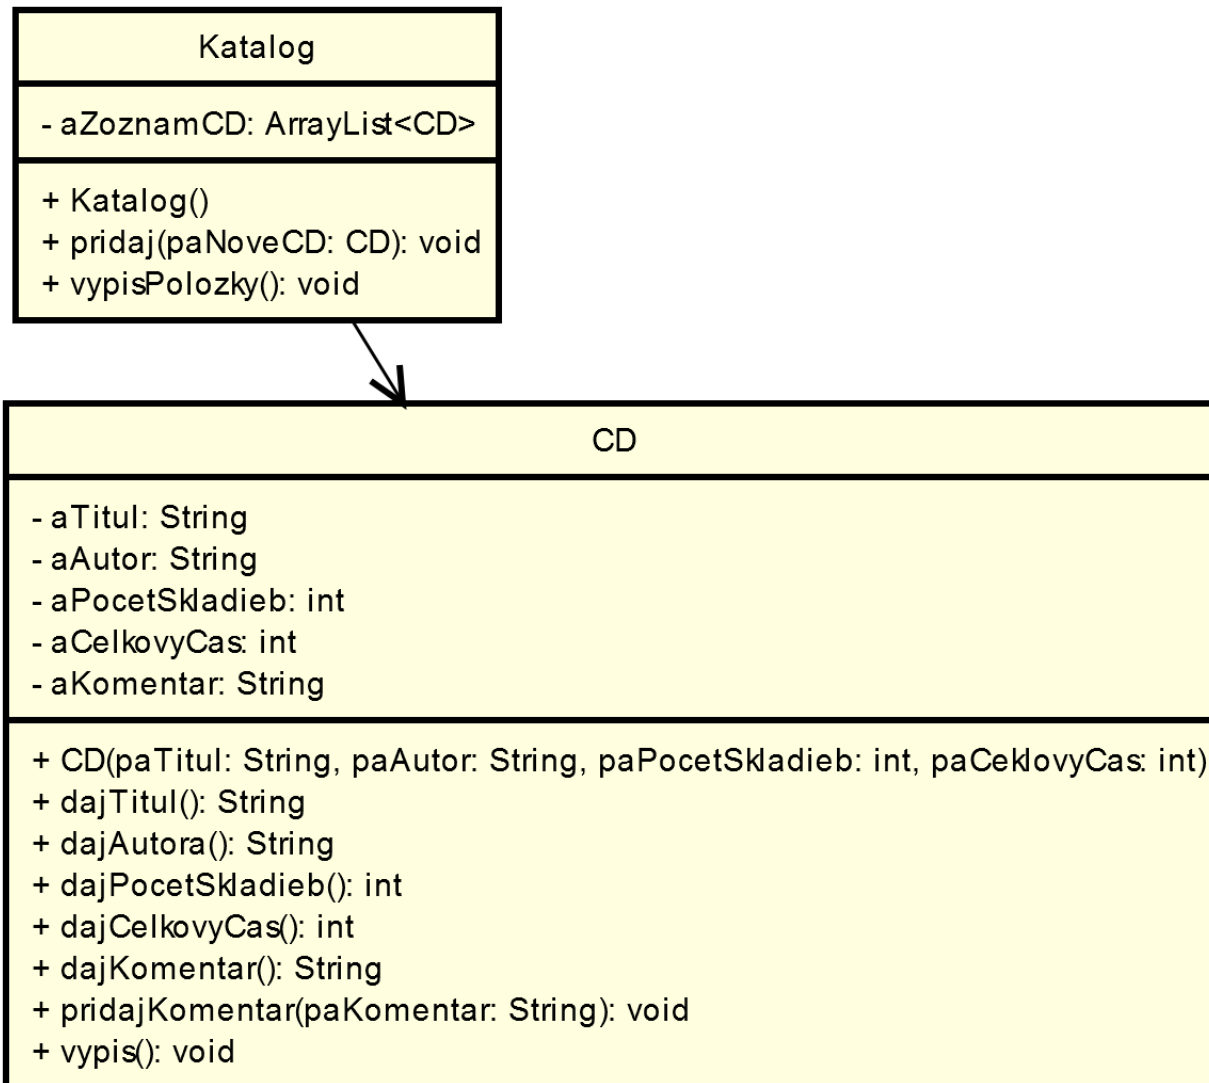 Katalog
- aZoznamCD: ArrayList<CD>
+ Katalog()
+ pridaj(paNoveCD: CD): void
+ vypisPolozky(): void
CD
- aTitul: String
- aAutor: String
- aPocetSkladieb: int
- aCelkovyCas: int
- aKomentar: String
+ CD(paTitul: String, paAutor: String, paPocetSkladieb: int, paCeklovyCas: int)
+ dajTitul(): String
+ dajAutora(): String
+ dajPocetSkladieb(): int
+ dajCelkovyCas(): int
+ dajKomentar(): String
+ pridajKomentar(paKomentar: String): void
+ vypis(): void